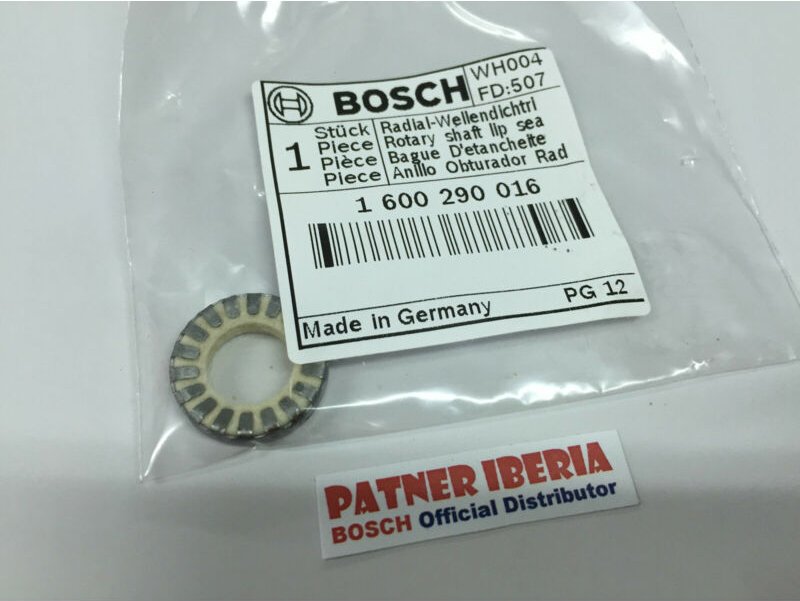 BOSCH
WH004
FD:507
1
Stück
Piece
Pièce
Piece
Radial-Wellendichtri
Rotary shaft lip sea
Bague D'etancheite
Anillo Obturador Rad
1 600 290 016
Made in Germany
PG 12
PATNER IBERIA
BOSCH Official Distributor